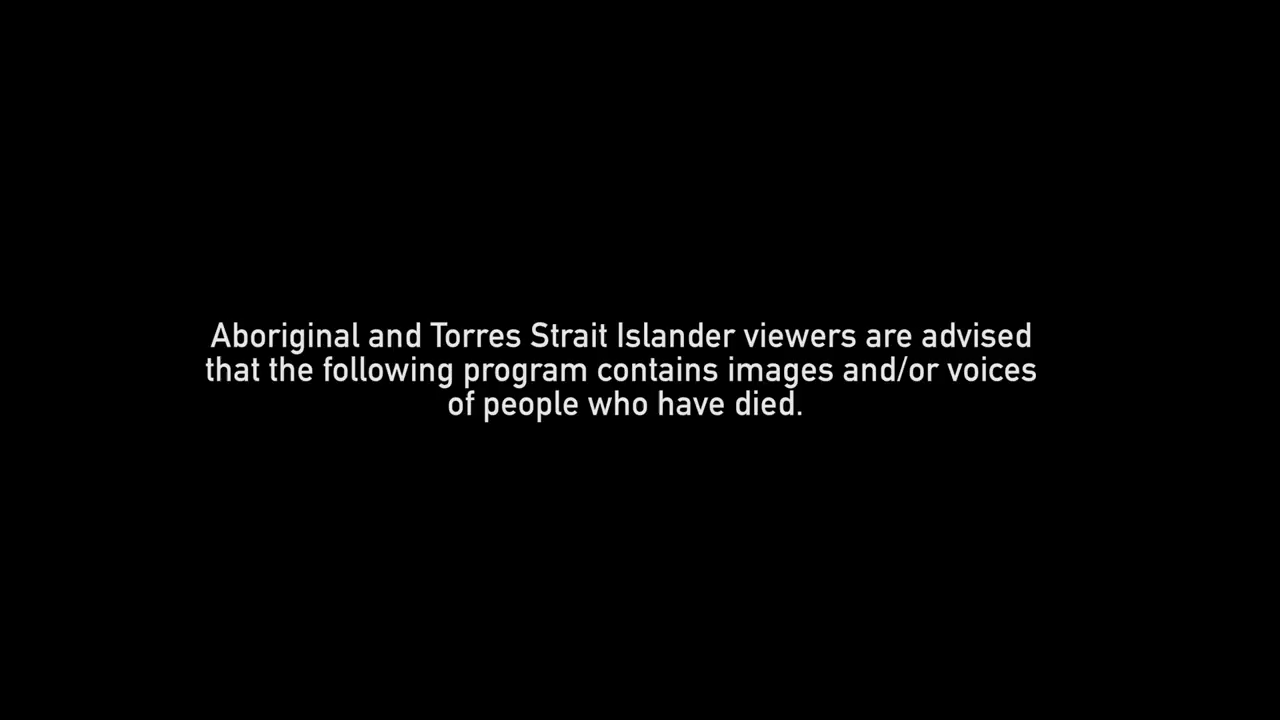 Aboriginal and Torres Strait Islander viewers are advised
that the following program contains images and/or voices
of people who have died.